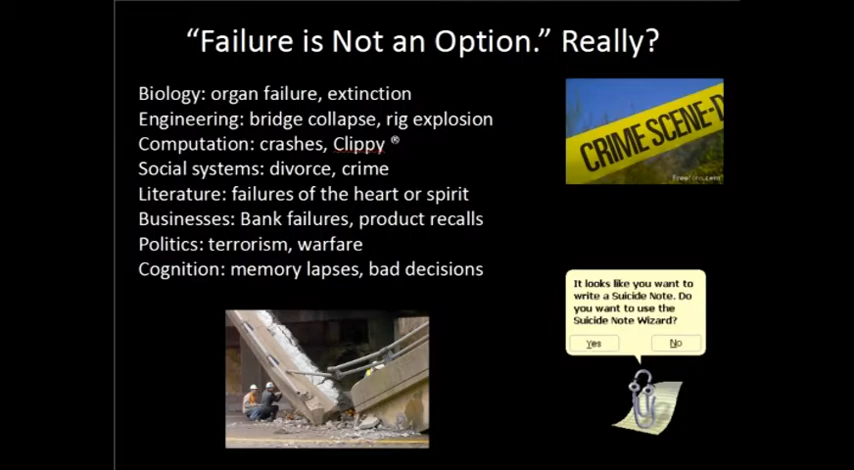 “Failure is Not an Option.” Really?
Biology: organ failure, extinction
Engineering: bridge collapse, rig explosion
Computation: crashes, Clippy ®
Social systems: divorce, crime
Literature: failures of the heart or spirit
Businesses: Bank failures, product recalls
Politics: terrorism, warfare
Cognition: memory lapses, bad decisions
CRIME SCENE-D
It looks like you want to
write a Suicide Note. Do
you want to use the
Suicide Note Wizard?
Yes No